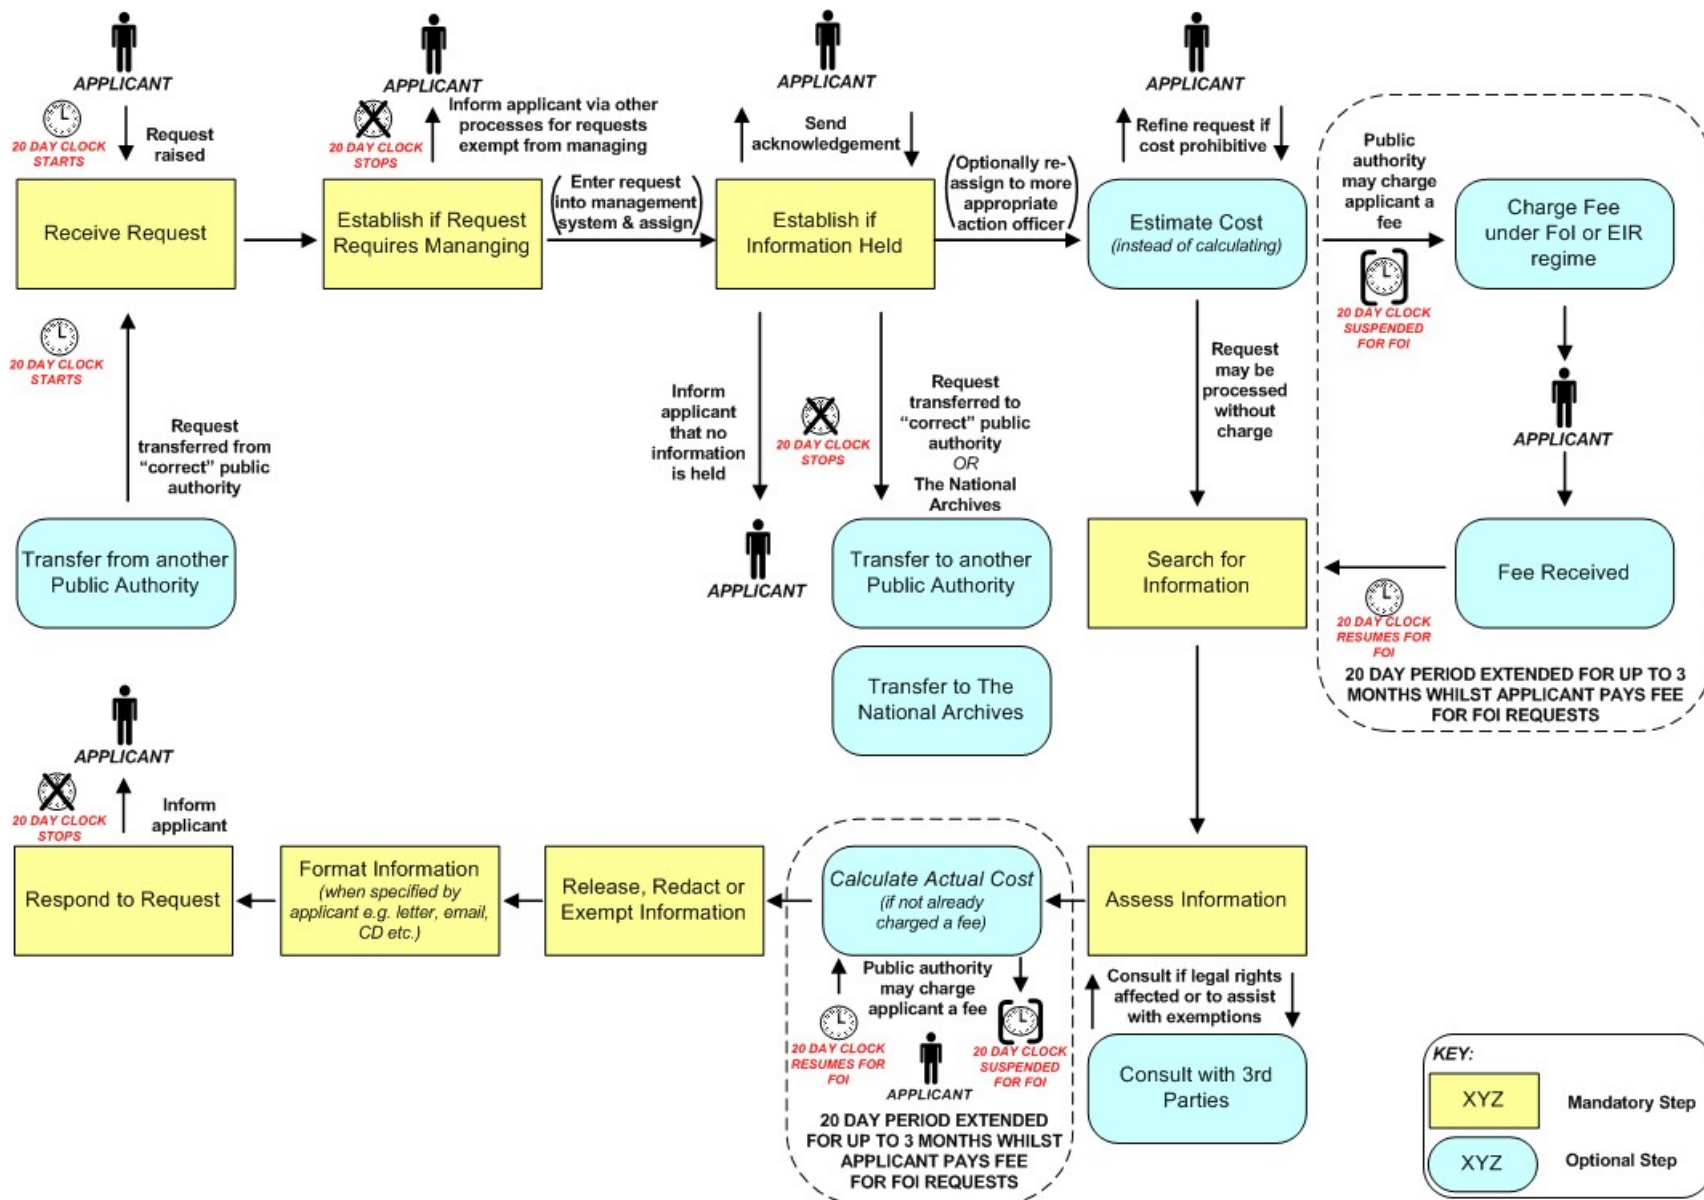 APPLICANT
20 DAY CLOCK
STARTS
Request
raised
APPLICANT
20 DAY CLOCK
STOPS
Inform applicant via other
processes for requests
exempt from managing
APPLICANT
Send
acknowledgement
APPLICANT
Refine request if
cost prohibitive
Receive Request
Establish if Request
Requires Mananging
(Enter request
into management
system & assign)
Establish if
Information Held
(Optionally re-
assign to more
appropriate
action officer)
Estimate Cost
(instead of calculating)
Public
authority
may charge
applicant a
fee
20 DAY CLOCK
SUSPENDED
FOR FOI
Charge Fee
under FoI or EIR
regime
20 DAY CLOCK
STARTS
Request
transferred from
“correct” public
authority
Transfer from another
Public Authority
Inform
applicant
that no
information
is held
APPLICANT
20 DAY CLOCK
STOPS
Request
transferred to
“correct” public
authority
OR
The National
Archives
Transfer to another
Public Authority
Transfer to The
National Archives
Request
may be
processed
without
charge
Search for
Information
APPLICANT
Fee Received
20 DAY CLOCK
RESUMES FOR
FOI
20 DAY PERIOD EXTENDED FOR UP TO 3
MONTHS WHILST APPLICANT PAYS FEE
FOR FOI REQUESTS
APPLICANT
20 DAY CLOCK
STOPS
Inform
applicant
Respond to Request
Format Information
(when specified by
applicant e.g. letter, email,
CD etc.)
Release, Redact or
Exempt Information
Calculate Actual Cost
(if not already
charged a fee)
Public authority
may charge
applicant a fee
20 DAY CLOCK
RESUMES FOR
FOI
APPLICANT
20 DAY CLOCK
SUSPENDED
FOR FOI
20 DAY PERIOD EXTENDED
FOR UP TO 3 MONTHS WHILST
APPLICANT PAYS FEE
FOR FOI REQUESTS
Assess Information
Consult if legal rights
affected or to assist
with exemptions
Consult with 3rd
Parties
KEY:
XYZ
Mandatory Step
XYZ
Optional Step